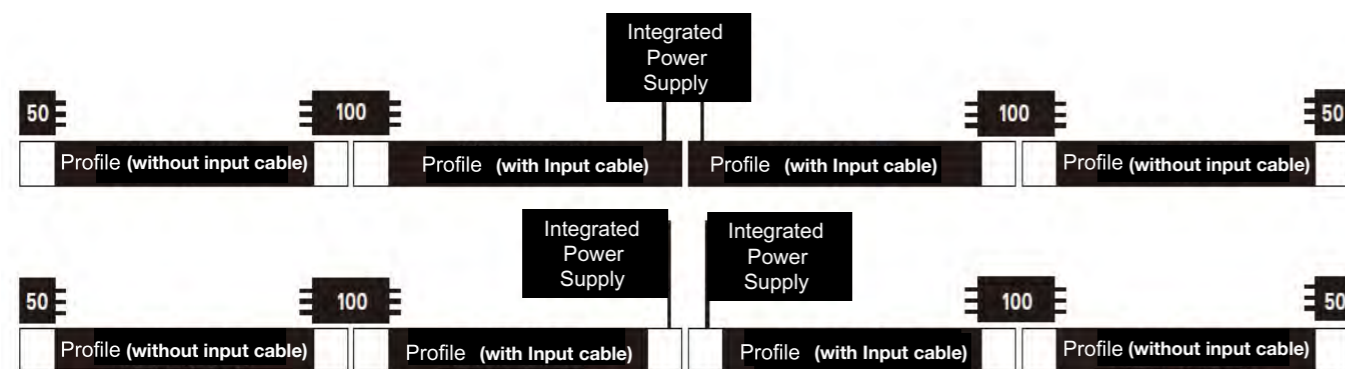 Integrated
Power
Supply
50 100 100 50
Profile (without input cable) Profile (with Input cable) Profile (with Input cable) Profile (without input cable)
Integrated
Power
Supply
Integrated
Power
Supply
50 100 100 50
Profile (without input cable) Profile (with Input cable) Profile (with Input cable) Profile (without input cable)